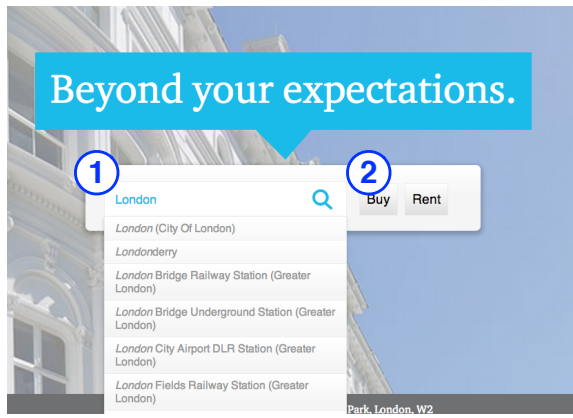 Beyond your expectations.
1
2
London
Buy
Rent
London (City Of London)
Londonderry
London Bridge Railway Station (Greater
London)
London Bridge Underground Station (Greater
London)
London City Airport DLR Station (Greater
London)
London Fields Railway Station (Greater
London)
Park, London, W2